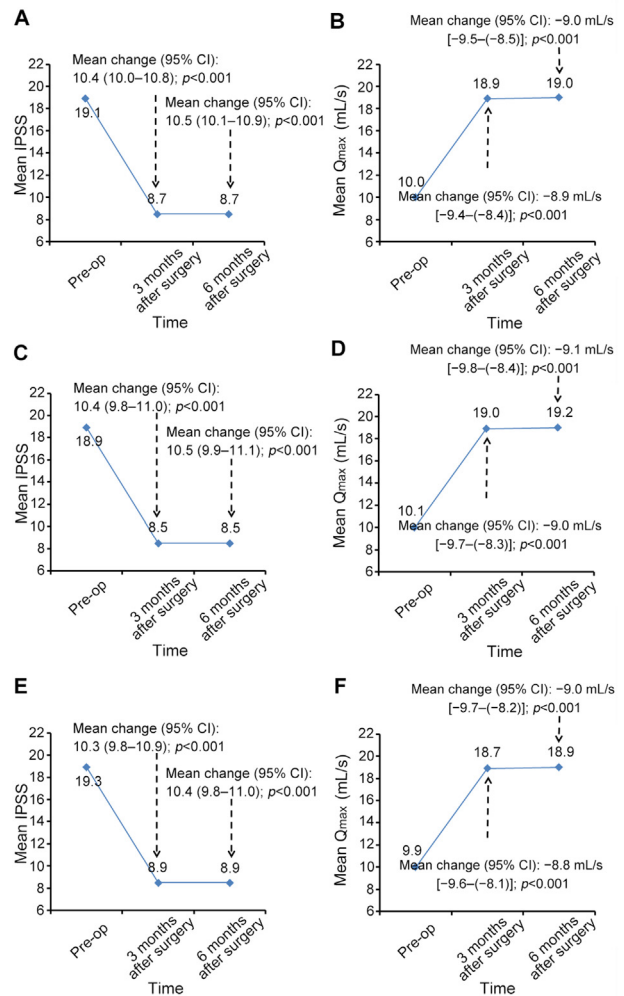 A
Mean change (95% CI):
10.4 (10.0–10.8); p<0.001
Mean change (95% CI):
10.5 (10.1–10.9); p<0.001
22
20
18
16
14
12
10
8
6
Mean IPSS
19.1
8.7
8.7
Pre-op
3 months
after surgery
6 months
after surgery
Time
B
Mean change (95% CI): −9.0 mL/s
[−9.5–(−8.5)]; p<0.001
22
20
18
16
14
12
10
8
6
Mean Qmax (mL/s)
10.0
18.9
19.0
Mean change (95% CI): −8.9 mL/s
[−9.4–(−8.4)]; p<0.001
Pre-op
3 months
after surgery
6 months
after surgery
Time
C
Mean change (95% CI):
10.4 (9.8–11.0); p<0.001
Mean change (95% CI):
10.5 (9.9–11.1); p<0.001
22
20
18
16
14
12
10
8
6
Mean IPSS
18.9
8.5
8.5
Pre-op
3 months
after surgery
6 months
after surgery
Time
D
Mean change (95% CI): −9.1 mL/s
[−9.8–(−8.4)]; p<0.001
22
20
18
16
14
12
10
8
6
Mean Qmax (mL/s)
10.1
19.0
19.2
Mean change (95% CI): −9.0 mL/s
[−9.7–(−8.3)]; p<0.001
Pre-op
3 months
after surgery
6 months
after surgery
Time
E
Mean change (95% CI):
10.3 (9.8–10.9); p<0.001
Mean change (95% CI):
10.4 (9.8–11.0); p<0.001
22
20
18
16
14
12
10
8
6
Mean IPSS
19.3
8.9
8.9
Pre-op
3 months
after surgery
6 months
after surgery
Time
F
Mean change (95% CI): −9.0 mL/s
[−9.7–(−8.2)]; p<0.001
22
20
18
16
14
12
10
8
6
Mean Qmax (mL/s)
9.9
18.7
18.9
Mean change (95% CI): −8.8 mL/s
[−9.6–(−8.1)]; p<0.001
Pre-op
3 months
after surgery
6 months
after surgery
Time